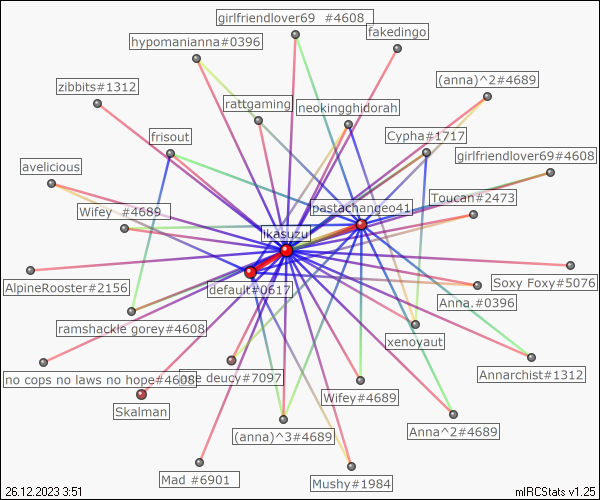 girlfriendlover69 #4608
hypomanianna#0396
fakedingo
zibbits#1312
(anna)^2#4689
rattgaming
neokingghidorah
frisout
Cypha#1717
avelicious
girlfriendlover69#4608
Wifey #4689
pastachangeo41
Toucan#2473
ikasuzu
AlpineRooster#2156
default#0617
Soxy Foxy#5076
Anna.#0396
ramshackle gorey#4608
xenoyaut
no cops no laws no hope#4608
deucy#7097
Annarchist#1312
Skalman
Wifey#4689
(anna)^3#4689
Anna^2#4689
Mad #6901
Mushy#1984
26.12.2023 3:51
mIRCStats v1.25